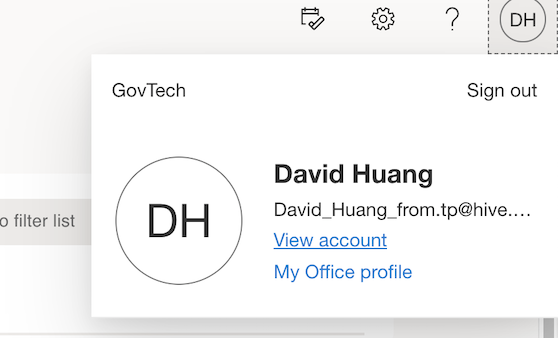 DH
GovTech
Sign out
DH
David Huang
David_Huang_from.tp@hive....
View account
My Office profile
o filter list